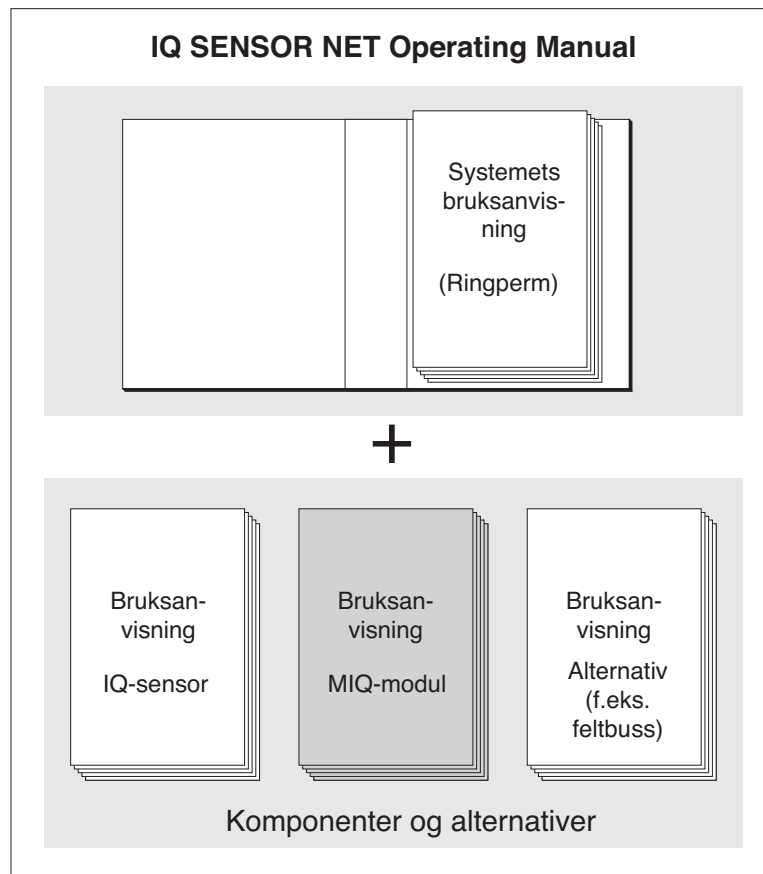 IQ SENSOR NET Operating Manual
Systemets
bruksanvis-
ning
(Ringperm)
+
Bruksan-
visning
IQ-sensor
Bruksan-
visning
MIQ-modul
Bruksan-
visning
Alternativ
(f.eks.
feltbuss)
Komponenter og alternativer